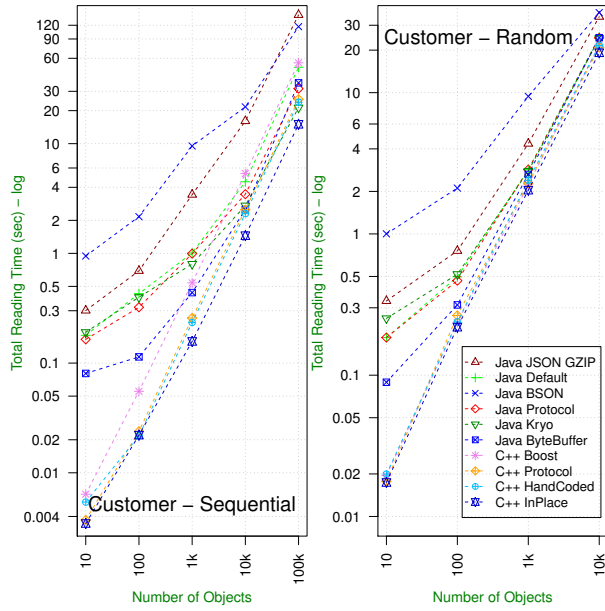 Customer – Sequential
Total Reading Time (sec) – log
120
90
60
30
20
10
6
4
2
1
0.5
0.3
0.1
0.05
0.02
0.01
0.004
10
100
1k
10k
100k
Number of Objects
Customer – Random
Total Reading Time (sec) – log
30
20
10
5
2
1
0.5
0.3
0.1
0.05
0.02
0.01
10
100
1k
10k
Number of Objects
Java JSON GZIP
Java Default
Java BSON
Java Protocol
Java Kryo
Java ByteBuffer
C++ Boost
C++ Protocol
C++ HandCoded
C++ InPlace